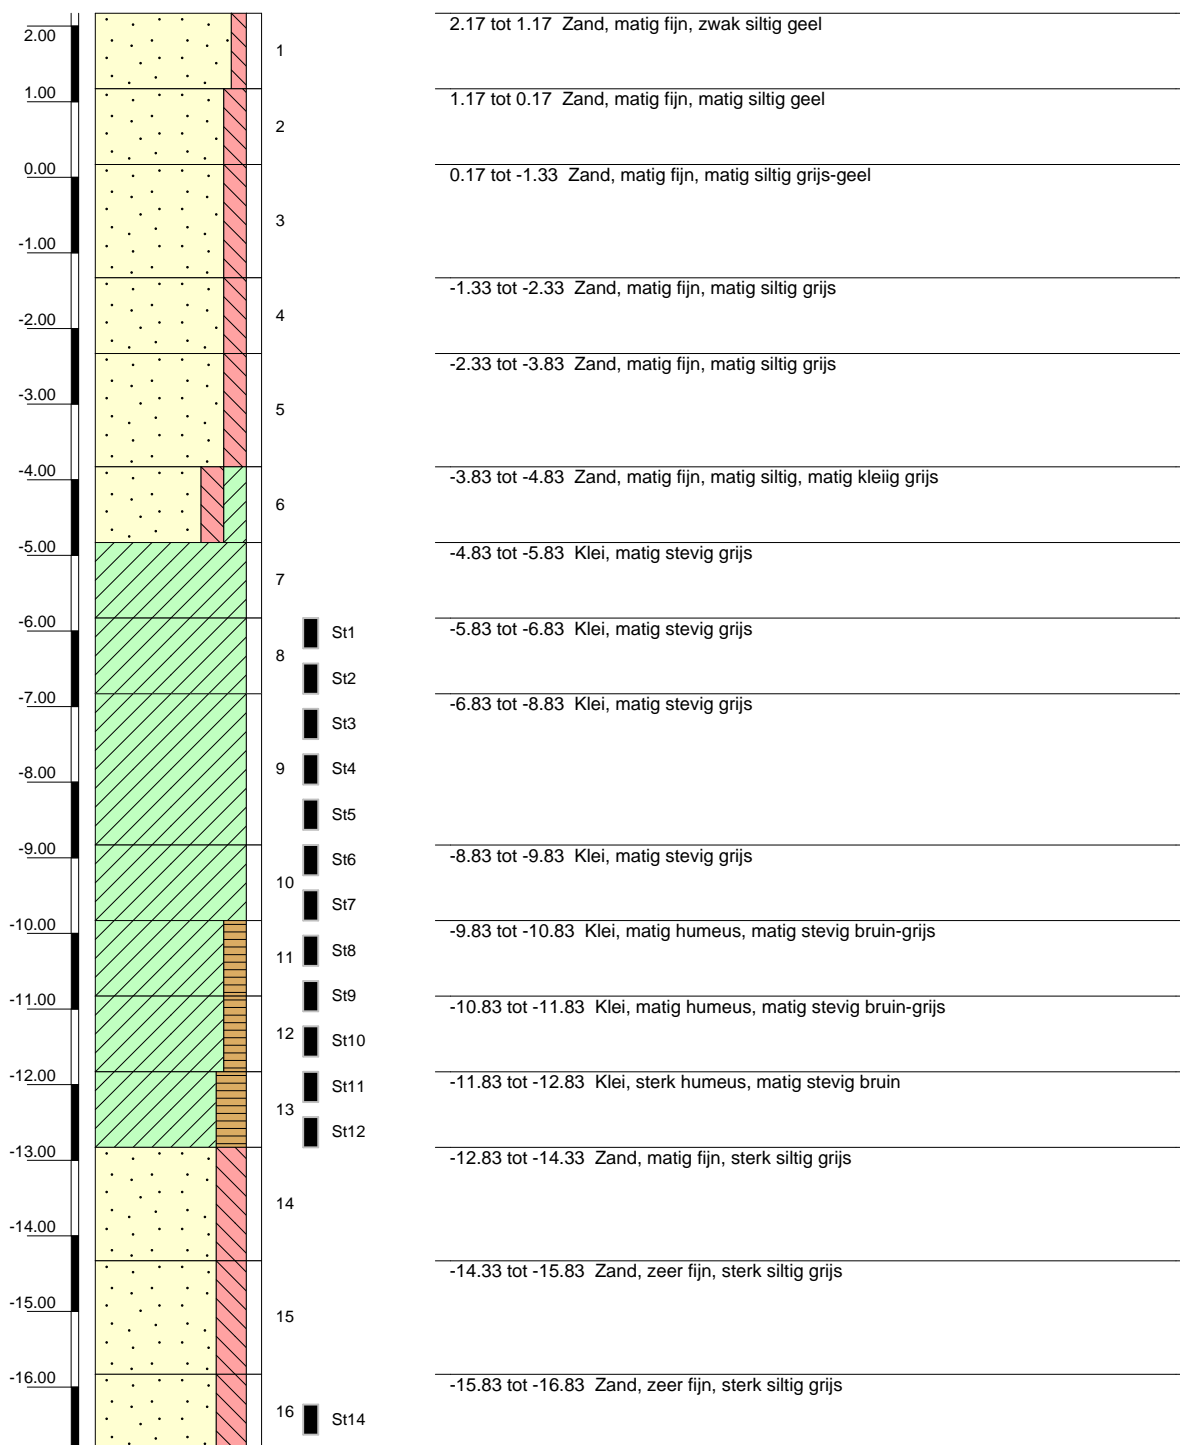 2.00
1
2.17 tot 1.17 Zand, matig fijn, zwak siltig geel
1.00
2
1.17 tot 0.17 Zand, matig fijn, matig siltig geel
0.00
3
0.17 tot -1.33 Zand, matig fijn, matig siltig grijs-geel
-1.00
4
-1.33 tot -2.33 Zand, matig fijn, matig siltig grijs
-2.00
5
-2.33 tot -3.83 Zand, matig fijn, matig siltig grijs
-3.00
-4.00
6
-3.83 tot -4.83 Zand, matig fijn, matig siltig, matig kleiig grijs
-5.00
7
-4.83 tot -5.83 Klei, matig stevig grijs
-6.00
8
St1
St2
-5.83 tot -6.83 Klei, matig stevig grijs
-7.00
9
St3
St4
St5
-6.83 tot -8.83 Klei, matig stevig grijs
-8.00
-9.00
10
St6
St7
-8.83 tot -9.83 Klei, matig stevig grijs
-10.00
11
St8
St9
-9.83 tot -10.83 Klei, matig humeus, matig stevig bruin-grijs
-11.00
12
St10
-10.83 tot -11.83 Klei, matig humeus, matig stevig bruin-grijs
-12.00
13
St11
St12
-11.83 tot -12.83 Klei, sterk humeus, matig stevig bruin
-13.00
14
-12.83 tot -14.33 Zand, matig fijn, sterk siltig grijs
-14.00
15
-14.33 tot -15.83 Zand, zeer fijn, sterk siltig grijs
-15.00
-16.00
16
St14
-15.83 tot -16.83 Zand, zeer fijn, sterk siltig grijs